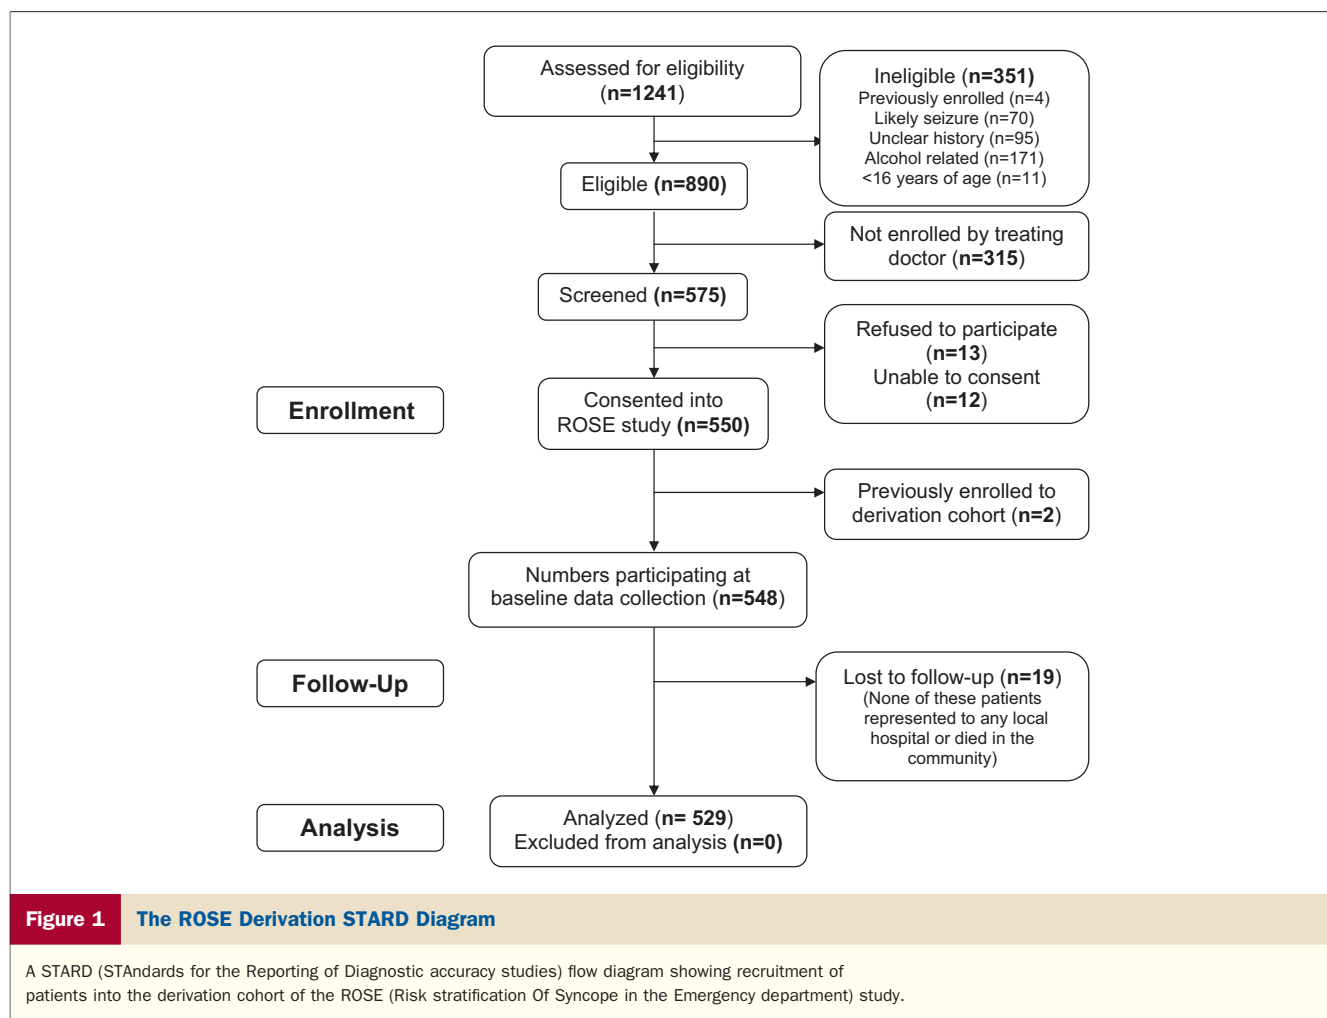 Assessed for eligibility
(n=1241)
Ineligible (n=351)
Previously enrolled (n=4)
Likely seizure (n=70)
Unclear history (n=95)
Alcohol related (n=171)
<16 years of age (n=11)
Eligible (n=890)
Not enrolled by treating
doctor (n=315)
Screened (n=575)
Refused to participate
(n=13)
Unable to consent
(n=12)
Enrollment
Consented into
ROSE study (n=550)
Previously enrolled to
derivation cohort (n=2)
Numbers participating at
baseline data collection (n=548)
Follow-Up
Lost to follow-up (n=19)
(None of these patients
represented to any local
hospital or died in the
community)
Analysis
Analyzed (n= 529)
Excluded from analysis (n=0)
Figure 1 The ROSE Derivation STARD Diagram
A STARD (STAndards for the Reporting of Diagnostic accuracy studies) flow diagram showing recruitment of
patients into the derivation cohort of the ROSE (Risk stratification Of Syncope in the Emergency department) study.